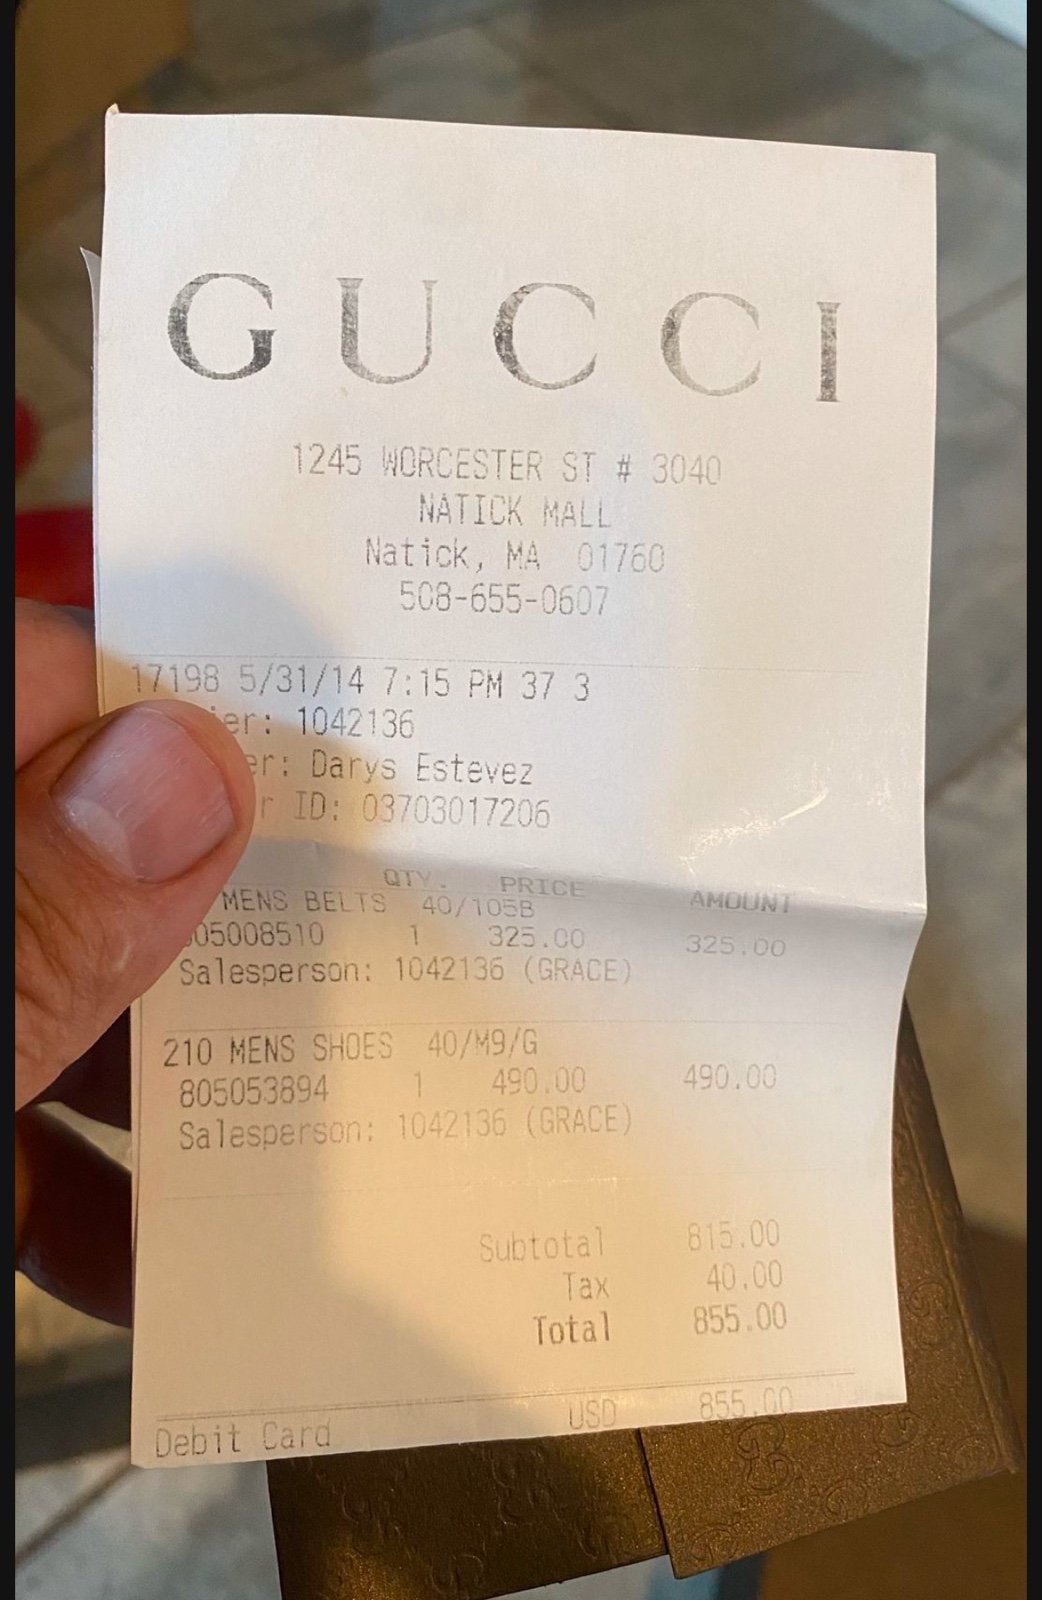 GUCCI
1245 WORCESTER ST # 3040
NATICK MALL
Natick, MA 01760
508-655-0607
17198 5/31/14 7:15 PM 37 3
ier: 1042136
er: Darys Estevez
r ID: 03703017206
QTY. PRICE AMOUNT
MENS BELTS 40/105B
05008510 1 325.00 325.00
Salesperson: 1042136 (GRACE)
210 MENS SHOES 40/M9/G
805053894 1 490.00 490.00
Salesperson: 1042136 (GRACE)
Subtotal 815.00
Tax 40.00
Total 855.00
Debit Card USD 855.00